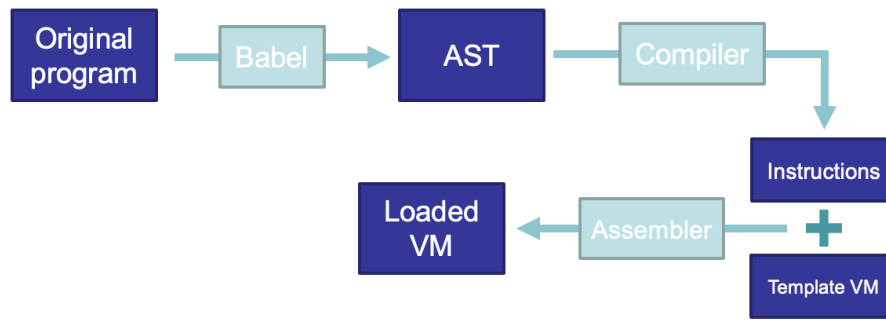 Original
program
Babel
AST
Compiler
Instructions
Loaded
VM
Assembler
Template VM